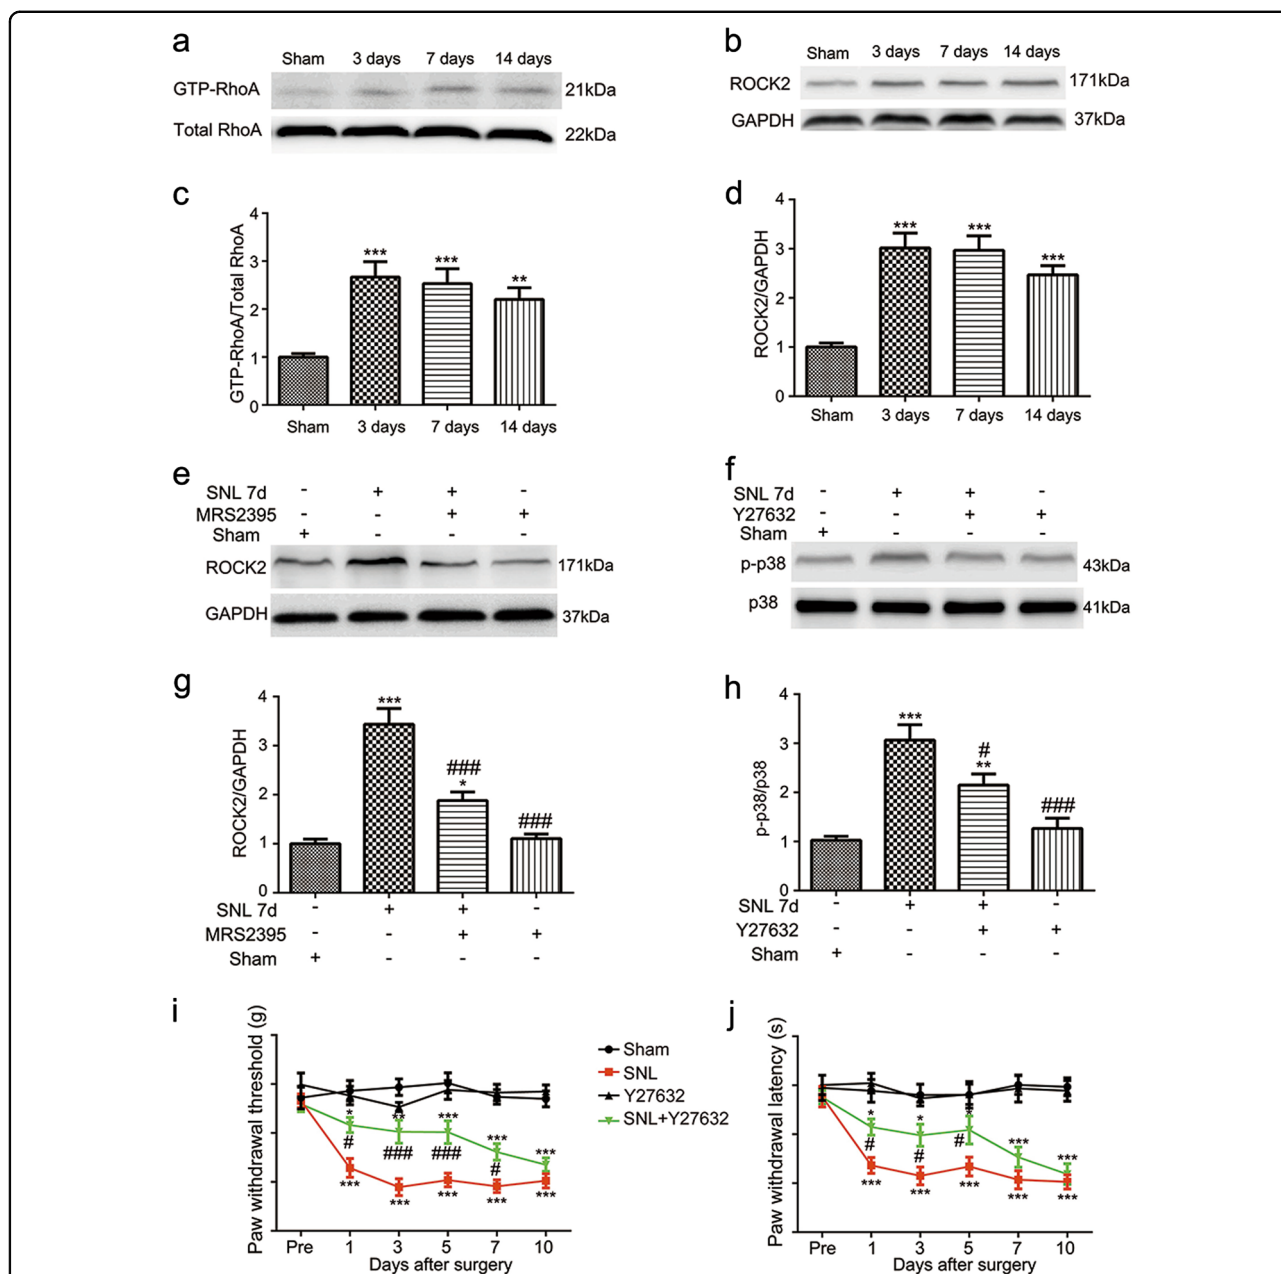 a
Sham 3 days 7 days 14 days
GTP-RhoA 21kDa
Total RhoA 22kDa
b
Sham 3 days 7 days 14 days
ROCK2 171kDa
GAPDH 37kDa
c
GTP-RhoA/Total RhoA
4
3
2
1
0
*** *** **
Sham 3 days 7 days 14 days
d
ROCK2/GAPDH
4
3
2
1
0
*** *** ***
Sham 3 days 7 days 14 days
e
SNL 7d - + + -
MRS2395 - - + +
Sham + - - -
ROCK2 171kDa
GAPDH 37kDa
f
SNL 7d - + + -
Y27632 - - + +
Sham + - - -
p-p38 43kDa
p38 41kDa
g
ROCK2/GAPDH
4
3
2
1
0
***
###
*
###
SNL 7d - + + -
MRS2395 - - + +
Sham + - - -
h
p-p38/p38
4
3
2
1
0
***
#
**
###
SNL 7d - + + -
Y27632 - - + +
Sham + - - -
i
Paw withdrawal threshold (g)
* ** *** *** ***
# ### ### #
*** *** *** *** ***
Pre 1 3 5 7 10
Days after surgery
Sham
SNL
Y27632
SNL+Y27632
j
Paw withdrawal latency (s)
* * * *** ***
# # #
*** *** *** *** ***
Pre 1 3 5 7 10
Days after surgery